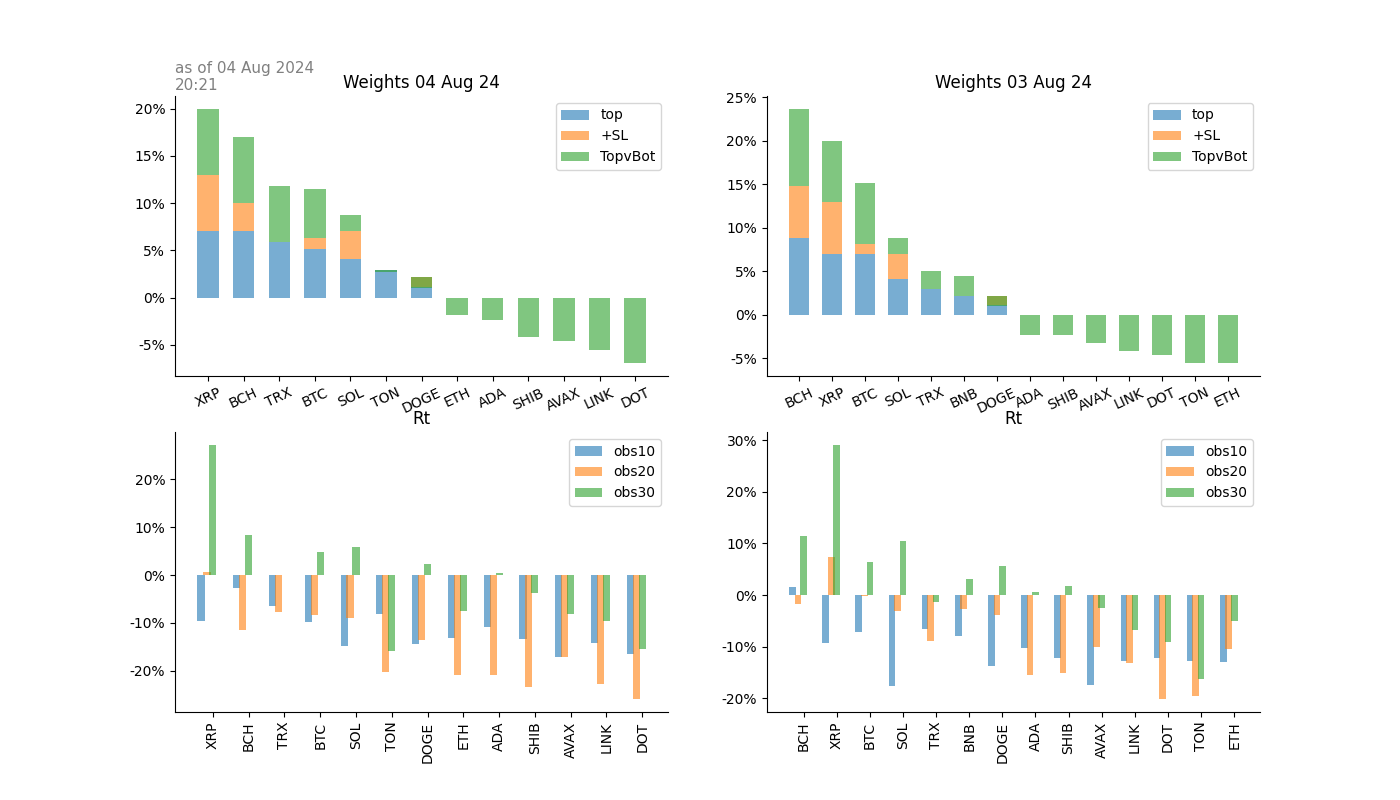 as of 04 Aug 2024
20:21
Weights 04 Aug 24
20%
15%
10%
5%
0%
-5%
top
+SL
TopvBot
XRP BCH TRX BTC SOL TON DOGE ETH ADA SHIB AVAX LINK DOT
Weights 03 Aug 24
25%
20%
15%
10%
5%
0%
-5%
top
+SL
TopvBot
BCH XRP BTC SOL TRX BNB DOGE ADA SHIB AVAX LINK DOT TON ETH
Rt
20%
10%
0%
-10%
-20%
obs10
obs20
obs30
XRP BCH TRX BTC SOL TON DOGE ETH ADA SHIB AVAX LINK DOT
Rt
30%
20%
10%
0%
-10%
-20%
obs10
obs20
obs30
BCH XRP BTC SOL TRX BNB DOGE ADA SHIB AVAX LINK DOT TON ETH